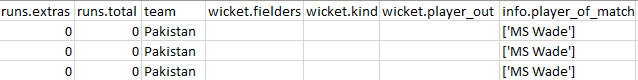 runs.extras runs.total team wicket.fielders wicket.kind wicket.player_out info.player_of_match
0 0 Pakistan ['MS Wade']
0 0 Pakistan ['MS Wade']
0 0 Pakistan ['MS Wade']